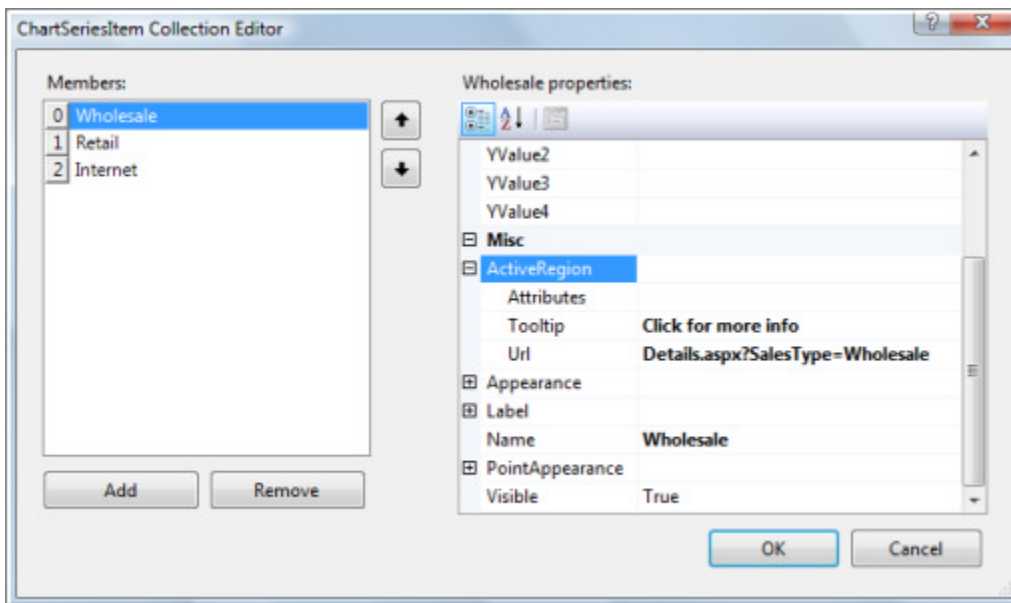 ChartSeriesItem Collection Editor
Members:
0 Wholesale
1 Retail
2 Internet
Add Remove
Wholesale properties:
YValue2
YValue3
YValue4
Misc
ActiveRegion
Attributes
Tooltip Click for more info
Url Details.aspx?SalesType=Wholesale
Appearance
Label
Name Wholesale
PointAppearance
Visible True
OK Cancel